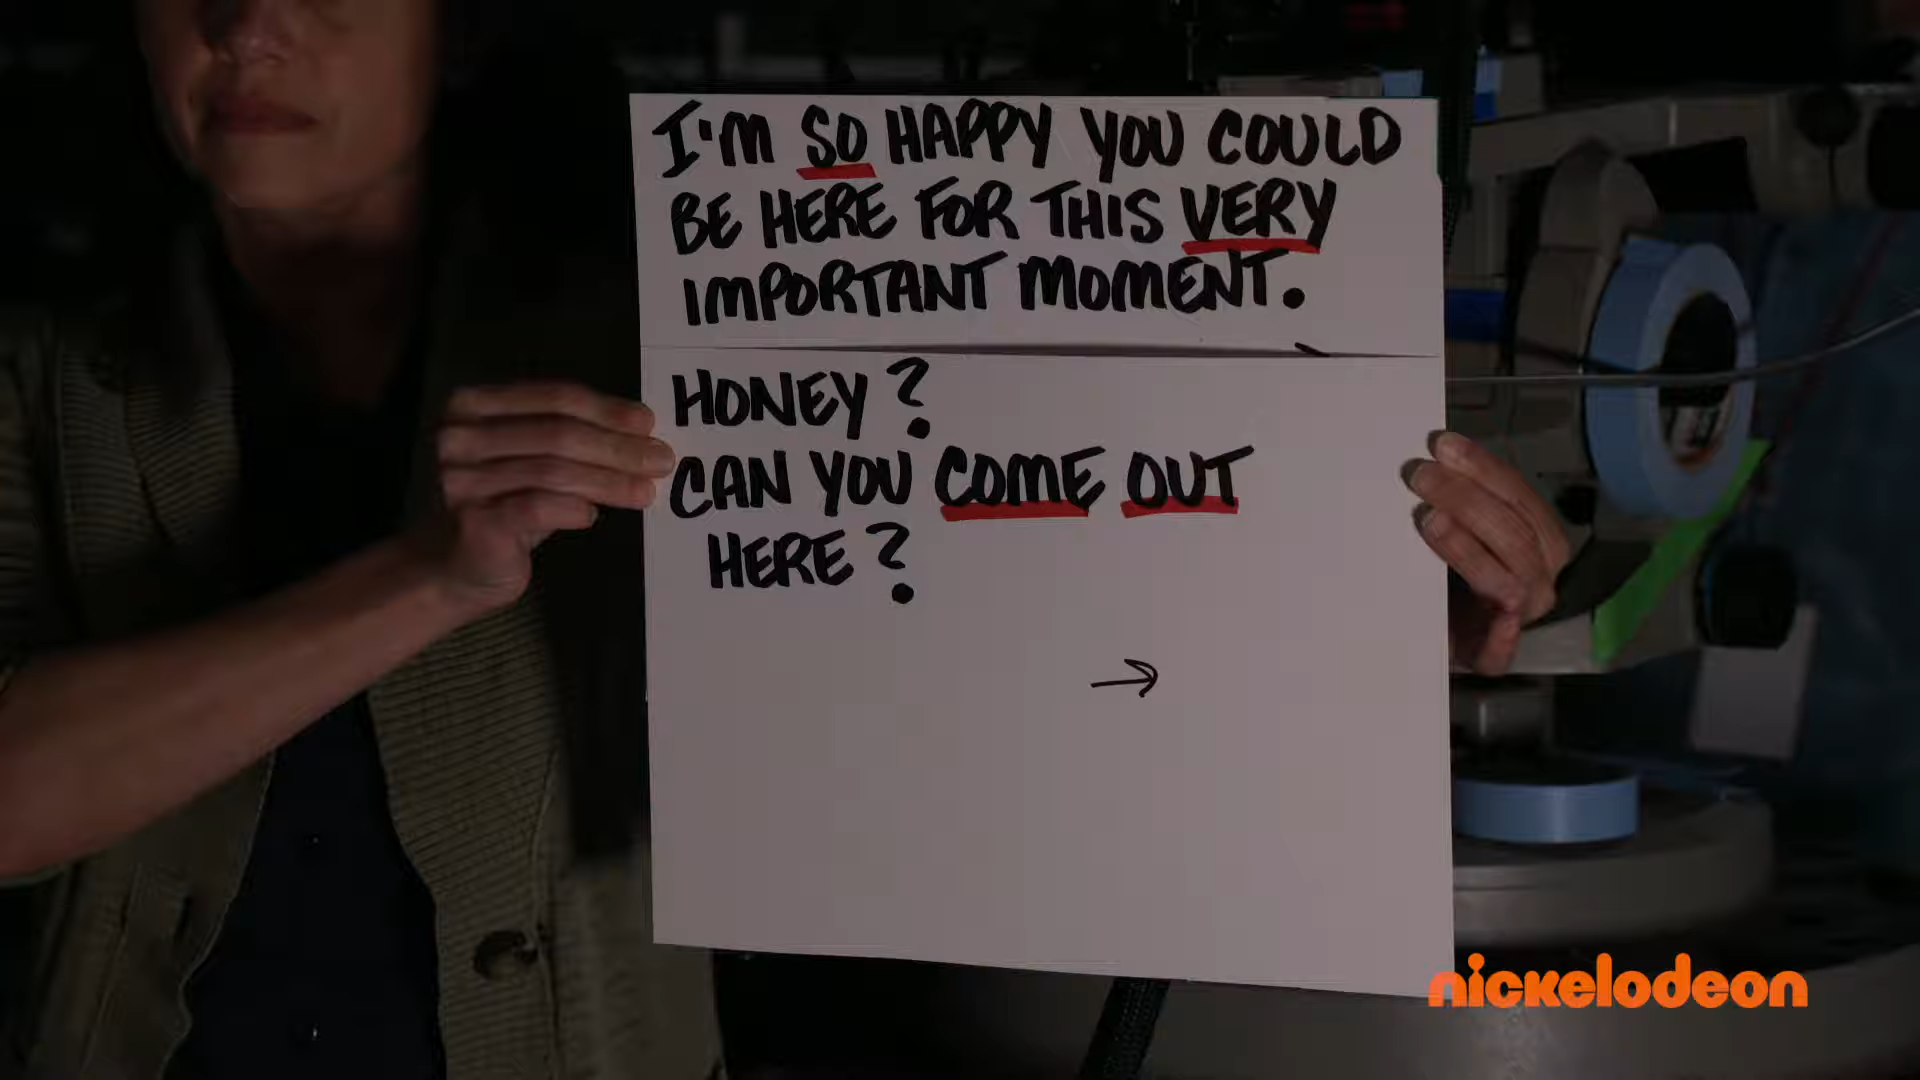 I'M SO HAPPY YOU COULD
BE HERE FOR THIS VERY
IMPORTANT MOMENT.
HONEY?
CAN YOU COME OUT
HERE?
nickelodeon